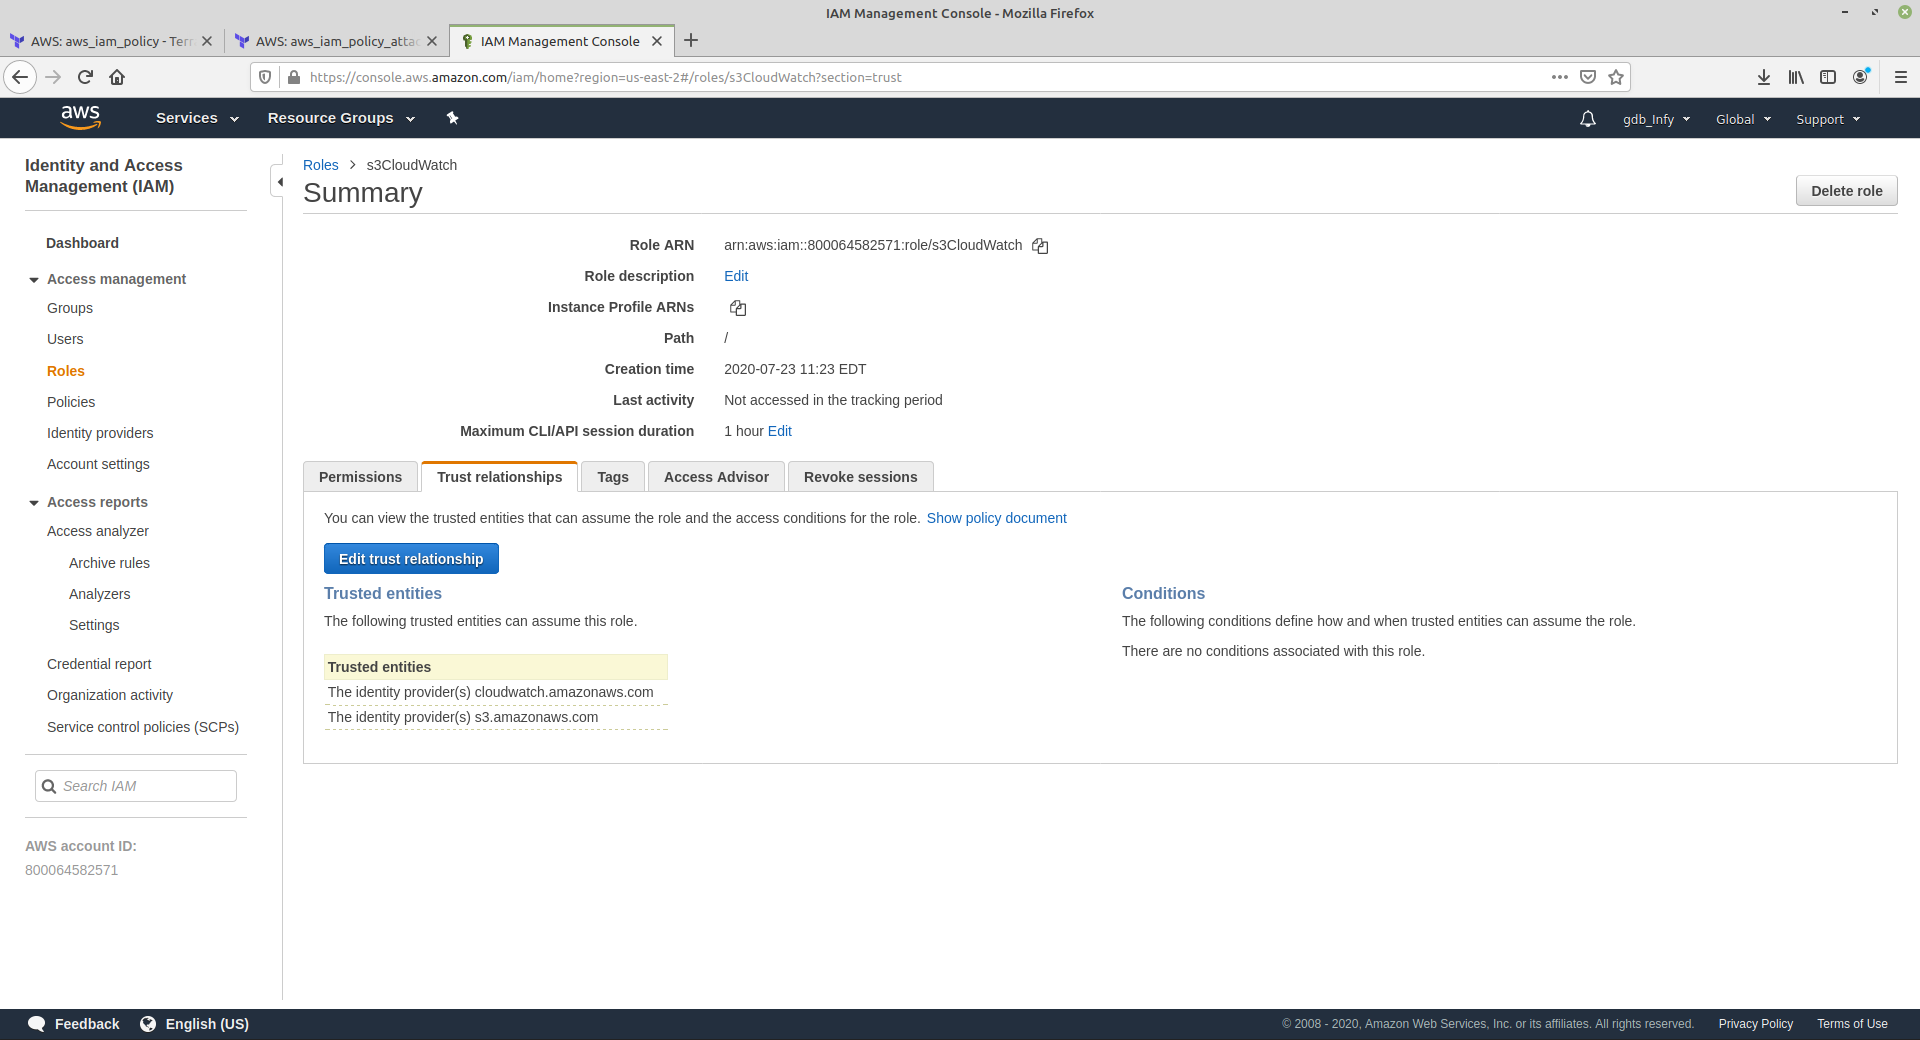 IAM Management Console - Mozilla Firefox
AWS: aws_iam_policy - Terr
AWS: aws_iam_policy_attac
IAM Management Console
https://console.aws.amazon.com/iam/home?region=us-east-2#/roles/s3CloudWatch?section=trust
aws
Services
Resource Groups
gdb_Infy
Global
Support
Identity and Access
Management (IAM)
Dashboard
Access management
Groups
Users
Roles
Policies
Identity providers
Account settings
Access reports
Access analyzer
Archive rules
Analyzers
Settings
Credential report
Organization activity
Service control policies (SCPs)
Search IAM
AWS account ID:
800064582571
Roles > s3CloudWatch
Summary
Delete role
Role ARN arn:aws:iam::800064582571:role/s3CloudWatch
Role description Edit
Instance Profile ARNs
Path /
Creation time 2020-07-23 11:23 EDT
Last activity Not accessed in the tracking period
Maximum CLI/API session duration 1 hour Edit
Permissions
Trust relationships
Tags
Access Advisor
Revoke sessions
You can view the trusted entities that can assume the role and the access conditions for the role. Show policy document
Edit trust relationship
Trusted entities
The following trusted entities can assume this role.
Trusted entities
The identity provider(s) cloudwatch.amazonaws.com
The identity provider(s) s3.amazonaws.com
Conditions
The following conditions define how and when trusted entities can assume the role.
There are no conditions associated with this role.
Feedback
English (US)
© 2008 - 2020, Amazon Web Services, Inc. or its affiliates. All rights reserved.
Privacy Policy
Terms of Use